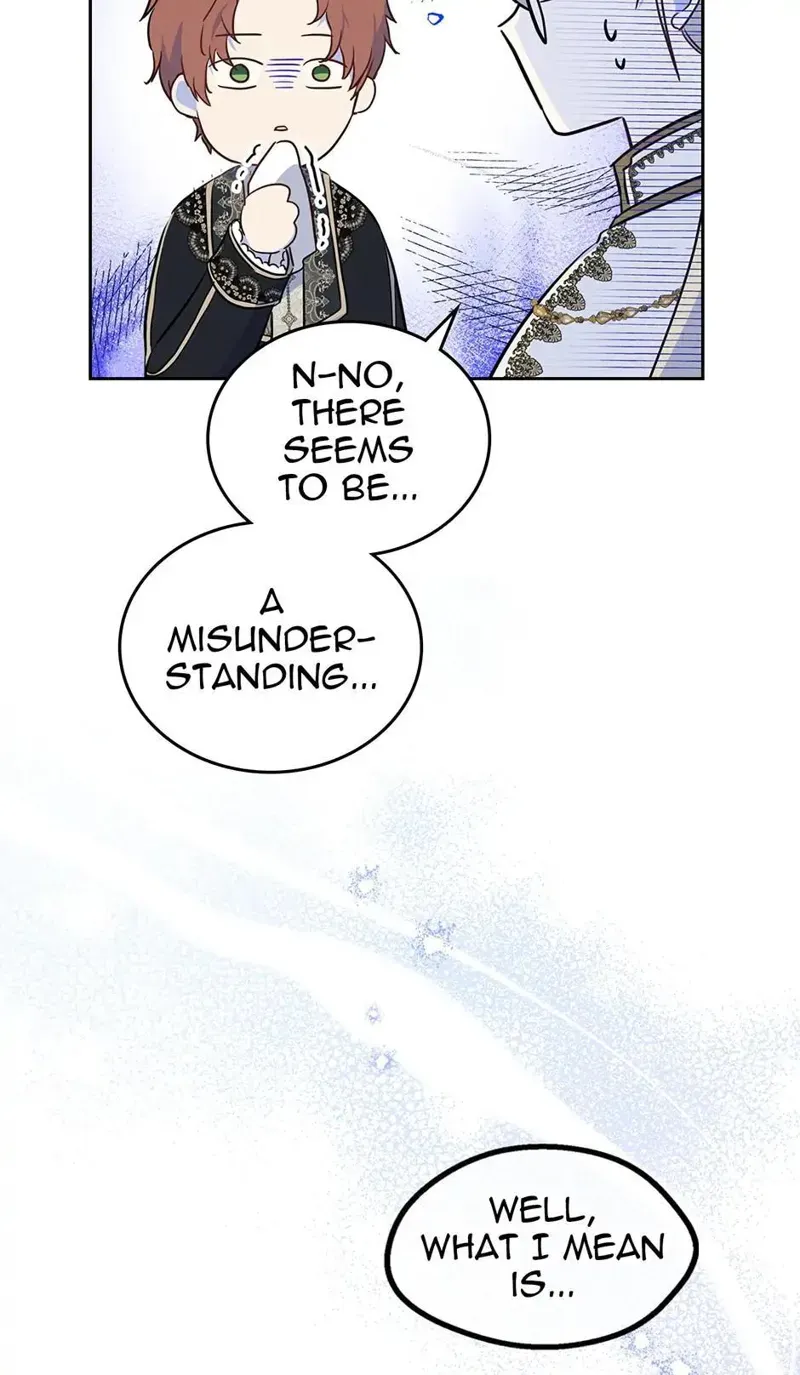 N-NO,
THERE
SEEMS
TO BE...
A
MISUNDER-
STANDING...
WELL,
WHAT I MEAN
IS...